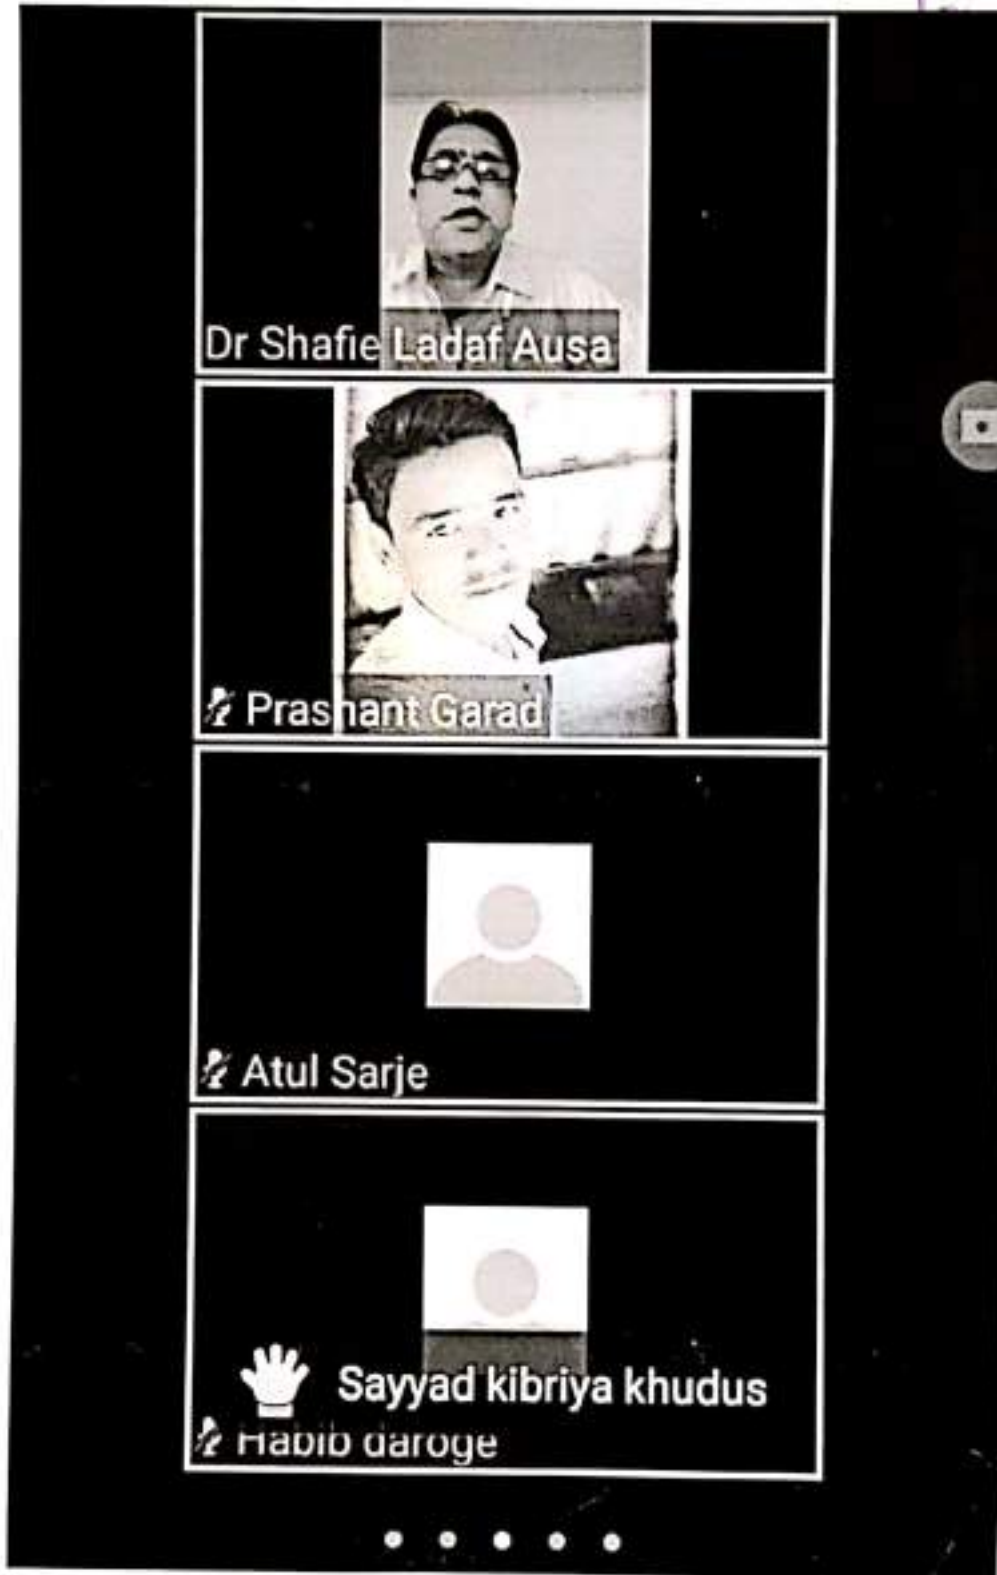 Dr Shafie Ladaf Ausa
Prashant Garad
Atul Sarje
Sayyad kibriya khudus
Habib daroge